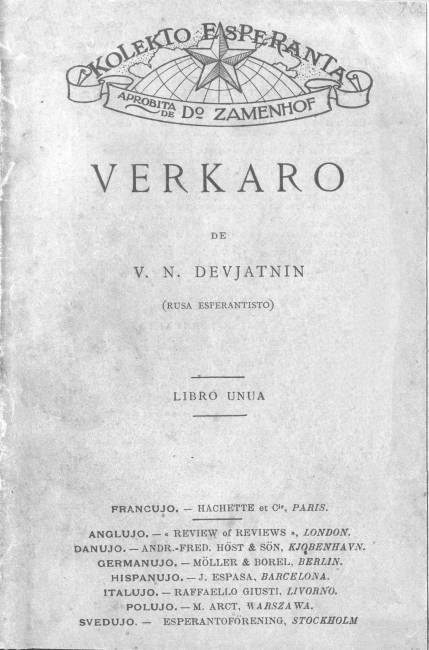 KOLEKTO ESPERANTA
APROBITA DE Dº ZAMENHOF
VERKARO
DE
V. N. DEVJATNIN
(RUSA ESPERANTISTO)
LIBRO UNUA
FRANCUJO. — HACHETTE et Cie, PARIS.
ANGLUJO. — « REVIEW of REVIEWS », LONDON.
DANUJO. — ANDR.-FRED. HÖST & SÖN, KJOBENHAVN.
GERMANUJO. — MÖLLER & BOREL, BERLIN.
HISPANUJO. — J. ESPASA, BARCELONA.
ITALUJO. — RAFFAELLO GIUSTI, LIVORNO.
POLUJO. — M. ARCT, WARSZAWA.
SVEDUJO. — ESPERANTOFÖRENING, STOCKHOLM